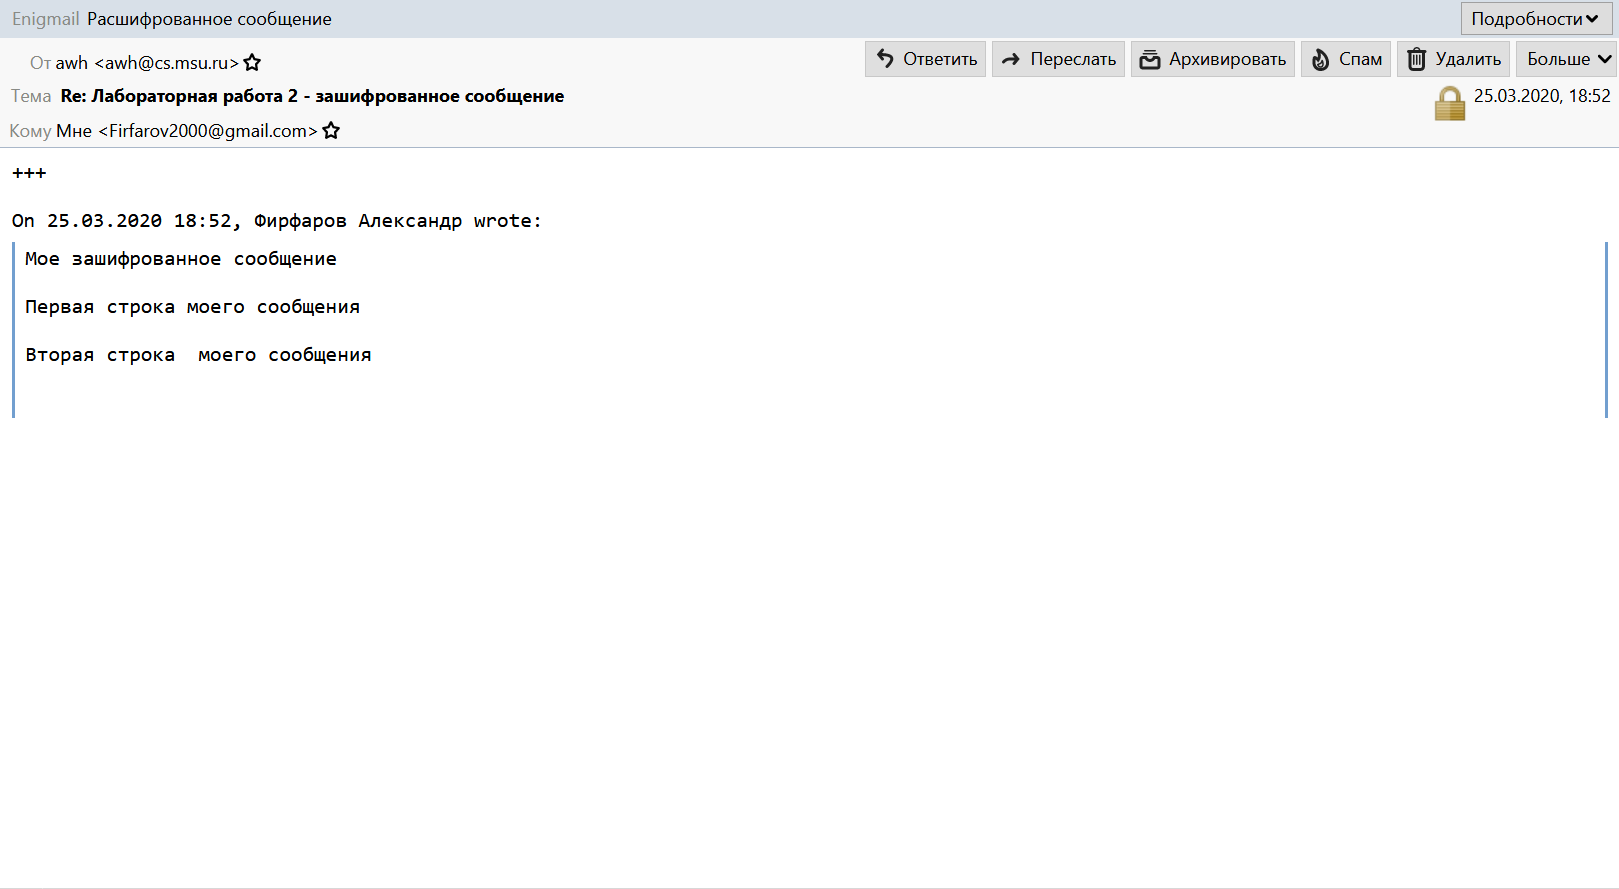 Enigmail Расшифрованное сообщение Подробности
От awh <awh@cs.msu.ru> Ответить Переслать Архивировать Спам Удалить Больше
Тема Re: Лабораторная работа 2 - зашифрованное сообщение 25.03.2020, 18:52
Кому Мне <Firfarov2000@gmail.com>
+++
On 25.03.2020 18:52, Фирфаров Александр wrote:
Мое зашифрованное сообщение
Первая строка моего сообщения
Вторая строка  моего сообщения